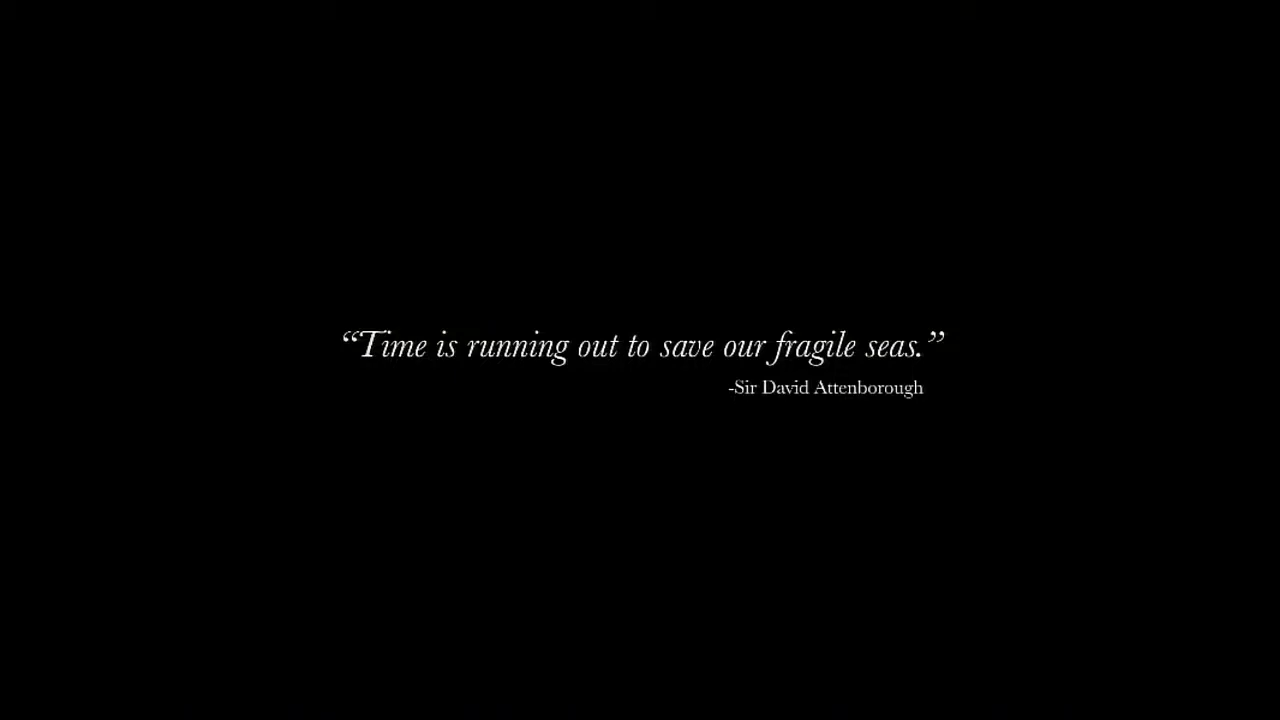 “Time is running out to save our fragile seas.”
-Sir David Attenborough